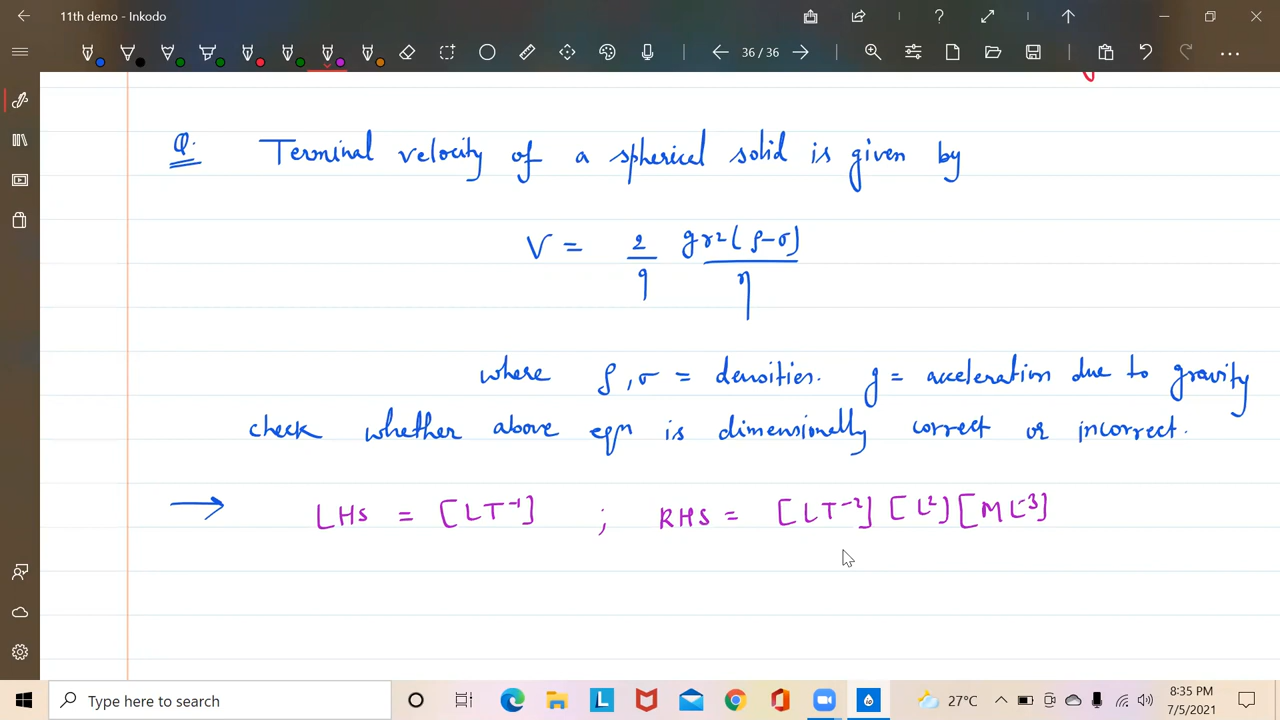 11th demo - Inkodo
36 / 36
Q. Terminal velocity of a spherical solid is given by
V = 2/9 gr²(ρ-σ)/η
where ρ, σ = densities. g = acceleration due to gravity
check whether above eqn is dimensionally correct or incorrect.
→ LHS = [LT⁻¹] ; RHS = [LT⁻²] [L²] [ML⁻³]
Type here to search
27°C
8:35 PM
7/5/2021